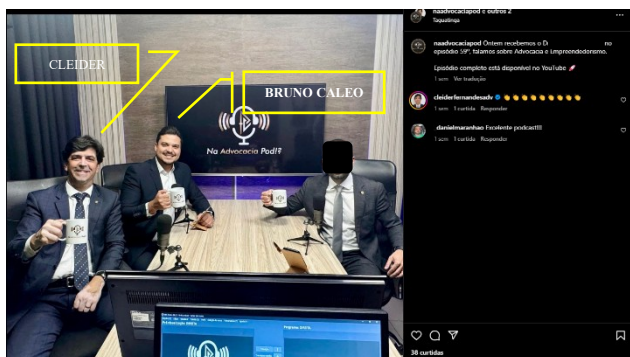 CLEIDER
BRUNO CALEO
Na Advocacia Pod!?
naadvocaciapod e outros 2
Taguatinga
naadvocaciapod Ontem recebemos o D no
episódio 59º, falamos sobre Advocacia e Empreendedorismo.
Episódio completo está disponível no YouTube 🚀
1 sem Ver tradução
cleiderfernandesadv 👏👏👏👏👏👏👏👏👏
1 sem 1 curtida Responder
_danielmaranhao Excelente podcast!!!
1 sem 1 curtida Responder
38 curtidas